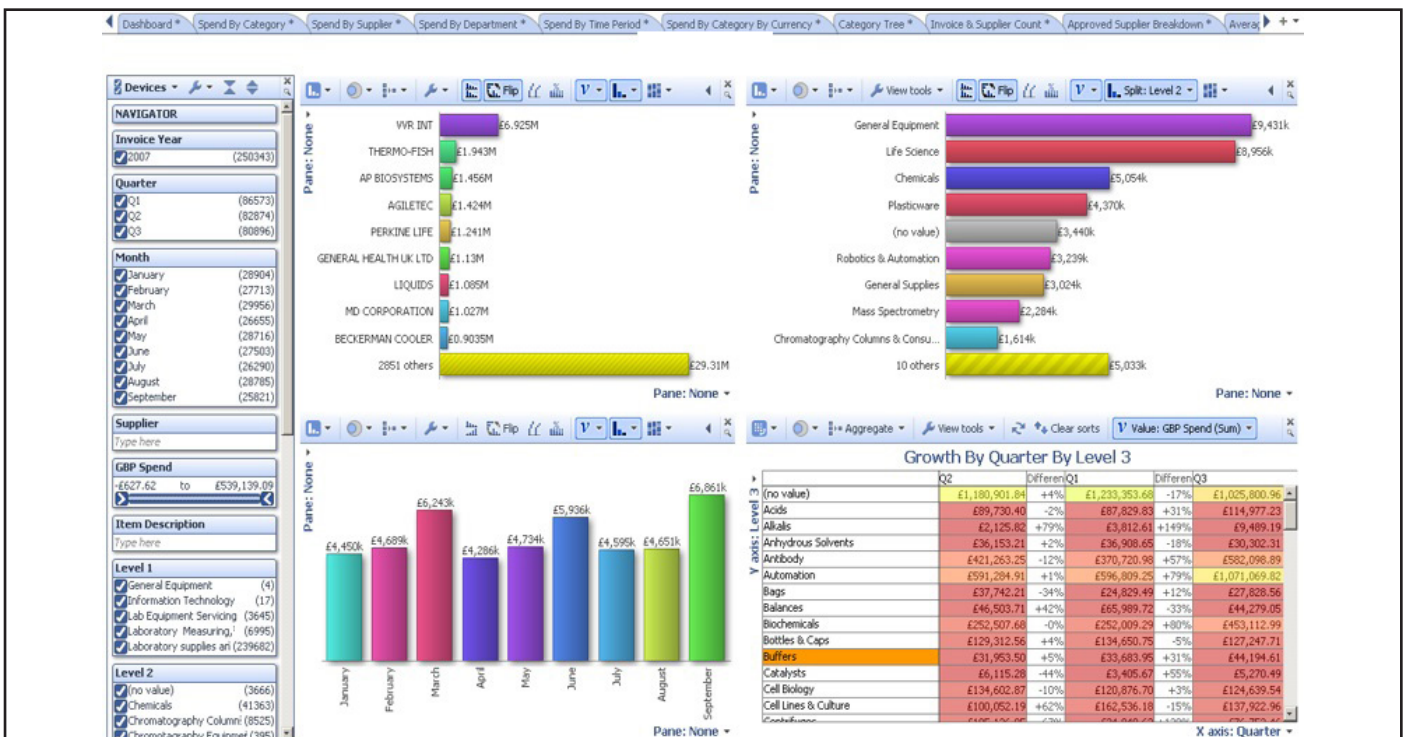 Dashboard * Spend By Category * Spend By Supplier * Spend By Department * Spend By Time Period * Spend By Category By Currency * Category Tree * Invoice & Supplier Count * Approved Supplier Breakdown * Averag
Devices
NAVIGATOR
Invoice Year
2007 (250343)
Quarter
Q1 (86573)
Q2 (82874)
Q3 (80896)
Month
January (28904)
February (27713)
March (29956)
April (26655)
May (28716)
June (27503)
July (26290)
August (28785)
September (25821)
Supplier
Type here
GBP Spend
-£627.62 to £539,139.09
Item Description
Type here
Level 1
General Equipment (4)
Information Technology (17)
Lab Equipment Servicing (3645)
Laboratory Measuring, (6995)
Laboratory supplies an (239682)
Level 2
(no value) (3666)
Chemicals (41363)
Chromatography Column (8525)
Chromotagraphy Equipmei (395)
Flip V
Pane: None
VVR INT £6.925M
THERMO-FISH £1.943M
AP BIOSYSTEMS £1.456M
AGILETEC £1.424M
PERKINE LIFE £1.241M
GENERAL HEALTH UK LTD £1.13M
LIQUIDS £1.085M
MD CORPORATION £1.027M
BECKERMAN COOLER £0.9035M
2851 others £29.31M
Pane: None
View tools Flip V Split: Level 2
Pane: None
General Equipment £9,431k
Life Science £8,956k
Chemicals £5,054k
Plasticware £4,370k
(no value) £3,440k
Robotics & Automation £3,239k
General Supplies £3,024k
Mass Spectrometry £2,284k
Chromatography Columns & Consu... £1,614k
10 others £5,033k
Pane: None
Flip V
Pane: None
£4,450k £4,689k £6,243k £4,286k £4,734k £5,936k £4,595k £4,651k £6,861k
January February March April May June July August September
Pane: None
Aggregate View tools Clear sorts V Value: GBP Spend (Sum)
Growth By Quarter By Level 3
Y axis: Level 3
Q2 Differen Q1 Differen Q3
(no value) £1,180,901.84 +4% £1,233,353.68 -17% £1,025,800.96
Acids £89,730.40 -2% £87,829.83 +31% £114,977.23
Alkalis £2,125.82 +79% £3,812.61 +149% £9,489.19
Anhydrous Solvents £36,153.21 +2% £36,908.65 -18% £30,302.31
Antibody £421,263.25 -12% £370,720.98 +57% £582,098.89
Automation £591,284.91 +1% £596,809.25 +79% £1,071,069.82
Bags £37,742.21 -34% £24,829.49 +12% £27,828.56
Balances £46,503.71 +42% £65,989.72 -33% £44,279.05
Biochemicals £252,507.68 -0% £252,009.29 +80% £453,112.99
Bottles & Caps £129,312.56 +4% £134,650.75 -5% £127,247.71
Buffers £31,953.50 +5% £33,683.95 +31% £44,194.61
Catalysts £6,115.28 -44% £3,405.67 +55% £5,270.49
Cell Biology £134,602.87 -10% £120,876.70 +3% £124,639.54
Cell Lines & Culture £100,052.19 +62% £162,536.18 -15% £137,922.96
X axis: Quarter